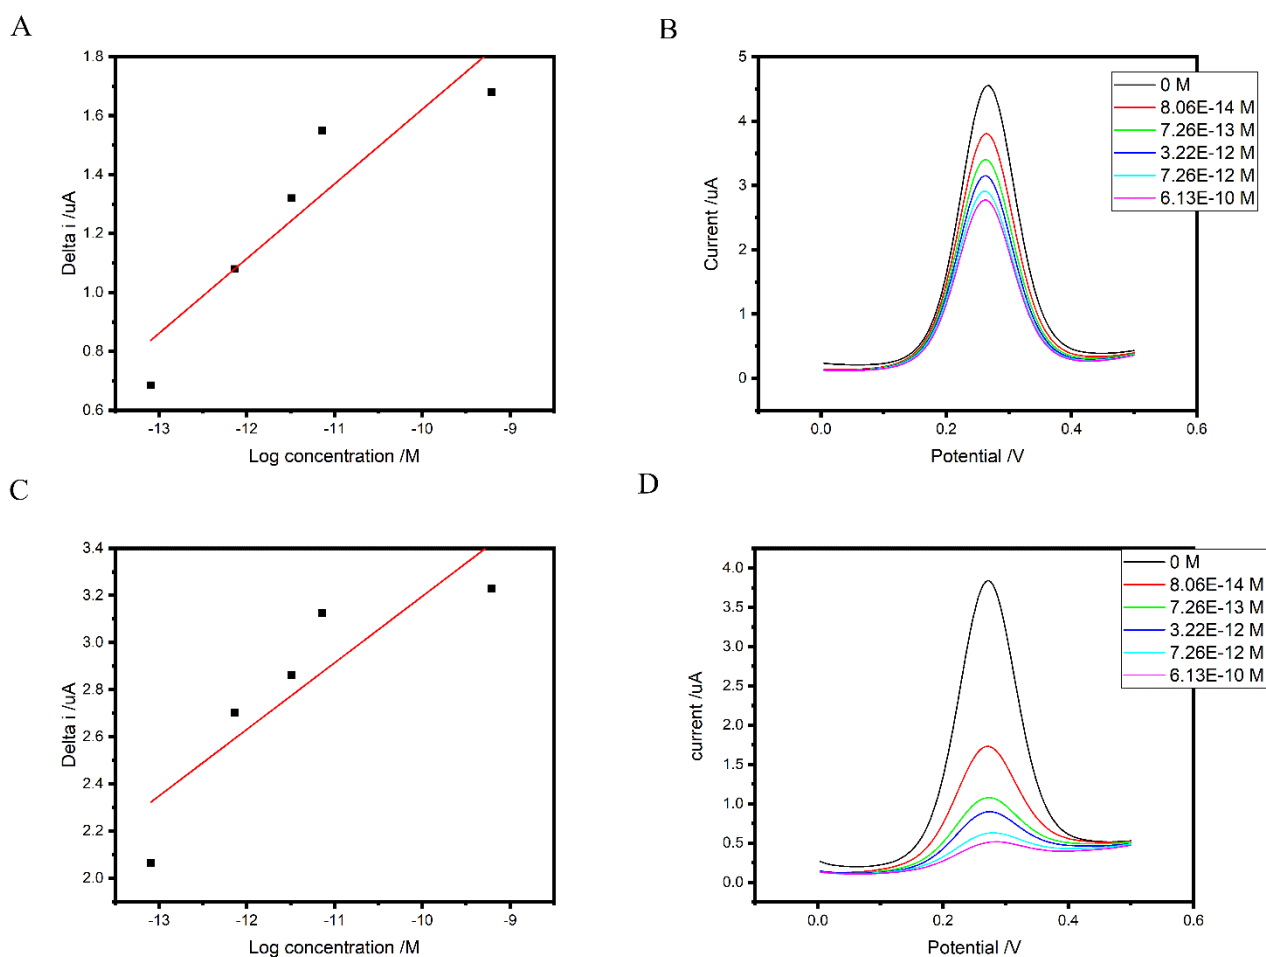 A
1.8
1.6
1.4
1.2
1.0
0.8
0.6
Delta i /uA
-13
-12
-11
-10
-9
Log concentration /M
B
5
4
3
2
1
0
Current /uA
0.0
0.2
0.4
0.6
Potential /V
0 M
8.06E-14 M
7.26E-13 M
3.22E-12 M
7.26E-12 M
6.13E-10 M
C
3.4
3.2
3.0
2.8
2.6
2.4
2.2
2.0
Delta i /uA
-13
-12
-11
-10
-9
Log concentration /M
D
4.0
3.5
3.0
2.5
2.0
1.5
1.0
0.5
0.0
current /uA
0.0
0.2
0.4
0.6
Potential /V
0 M
8.06E-14 M
7.26E-13 M
3.22E-12 M
7.26E-12 M
6.13E-10 M